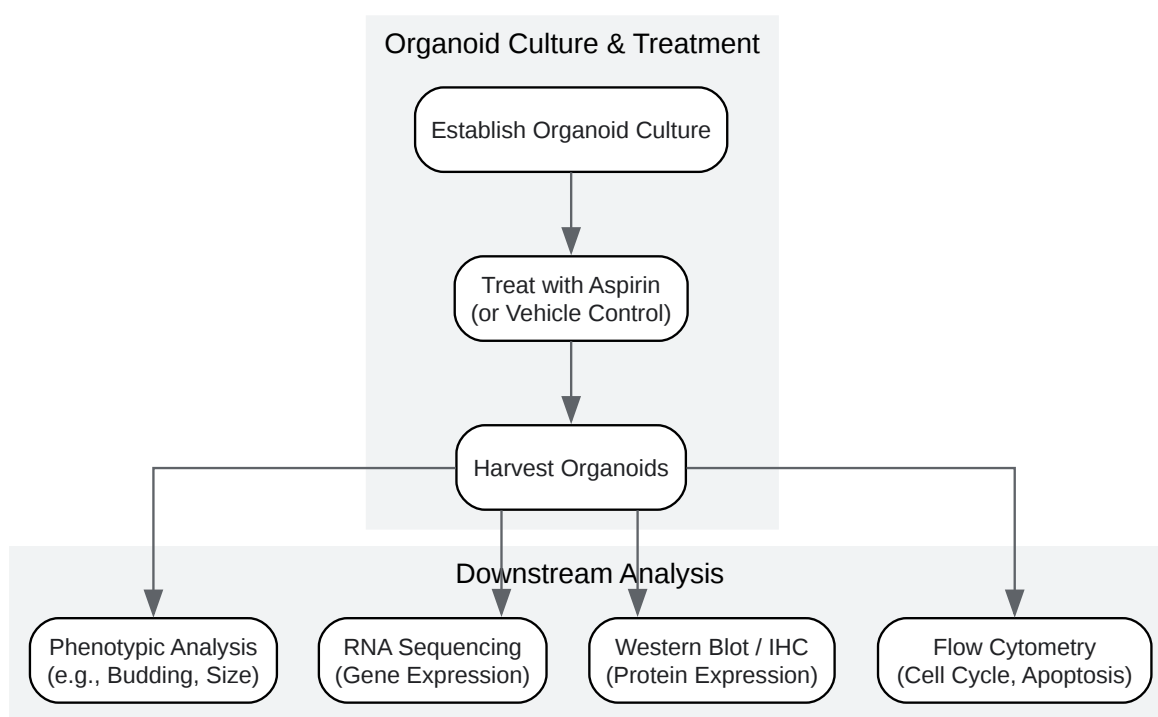 Organoid Culture & Treatment
Establish Organoid Culture
Treat with Aspirin
(or Vehicle Control)
Harvest Organoids
Downstream Analysis
Phenotypic Analysis
(e.g., Budding, Size)
RNA Sequencing
(Gene Expression)
Western Blot / IHC
(Protein Expression)
Flow Cytometry
(Cell Cycle, Apoptosis)